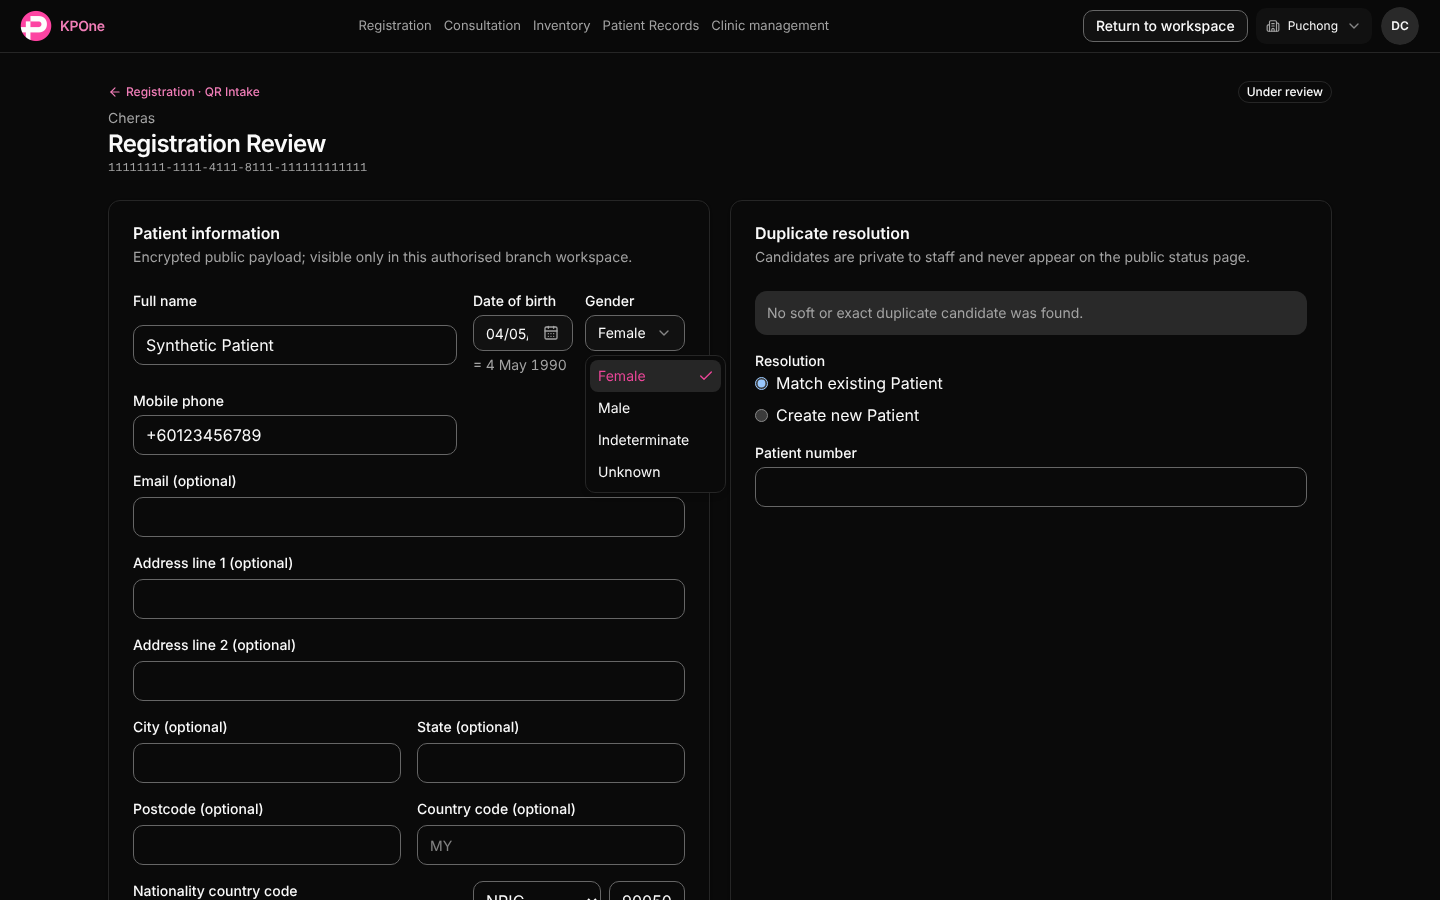 KPOne
Registration
Consultation
Inventory
Patient Records
Clinic management
Return to workspace
Puchong
DC
Registration · QR Intake
Under review
Cheras
Registration Review
11111111-1111-4111-8111-111111111111
Patient information
Encrypted public payload; visible only in this authorised branch workspace.
Full name
Date of birth
Gender
Synthetic Patient
04/05,
Female
= 4 May 1990
Female
Male
Indeterminate
Unknown
Mobile phone
+60123456789
Email (optional)
Address line 1 (optional)
Address line 2 (optional)
City (optional)
State (optional)
Postcode (optional)
Country code (optional)
MY
Nationality country code
NRIC
90050
Duplicate resolution
Candidates are private to staff and never appear on the public status page.
No soft or exact duplicate candidate was found.
Resolution
Match existing Patient
Create new Patient
Patient number